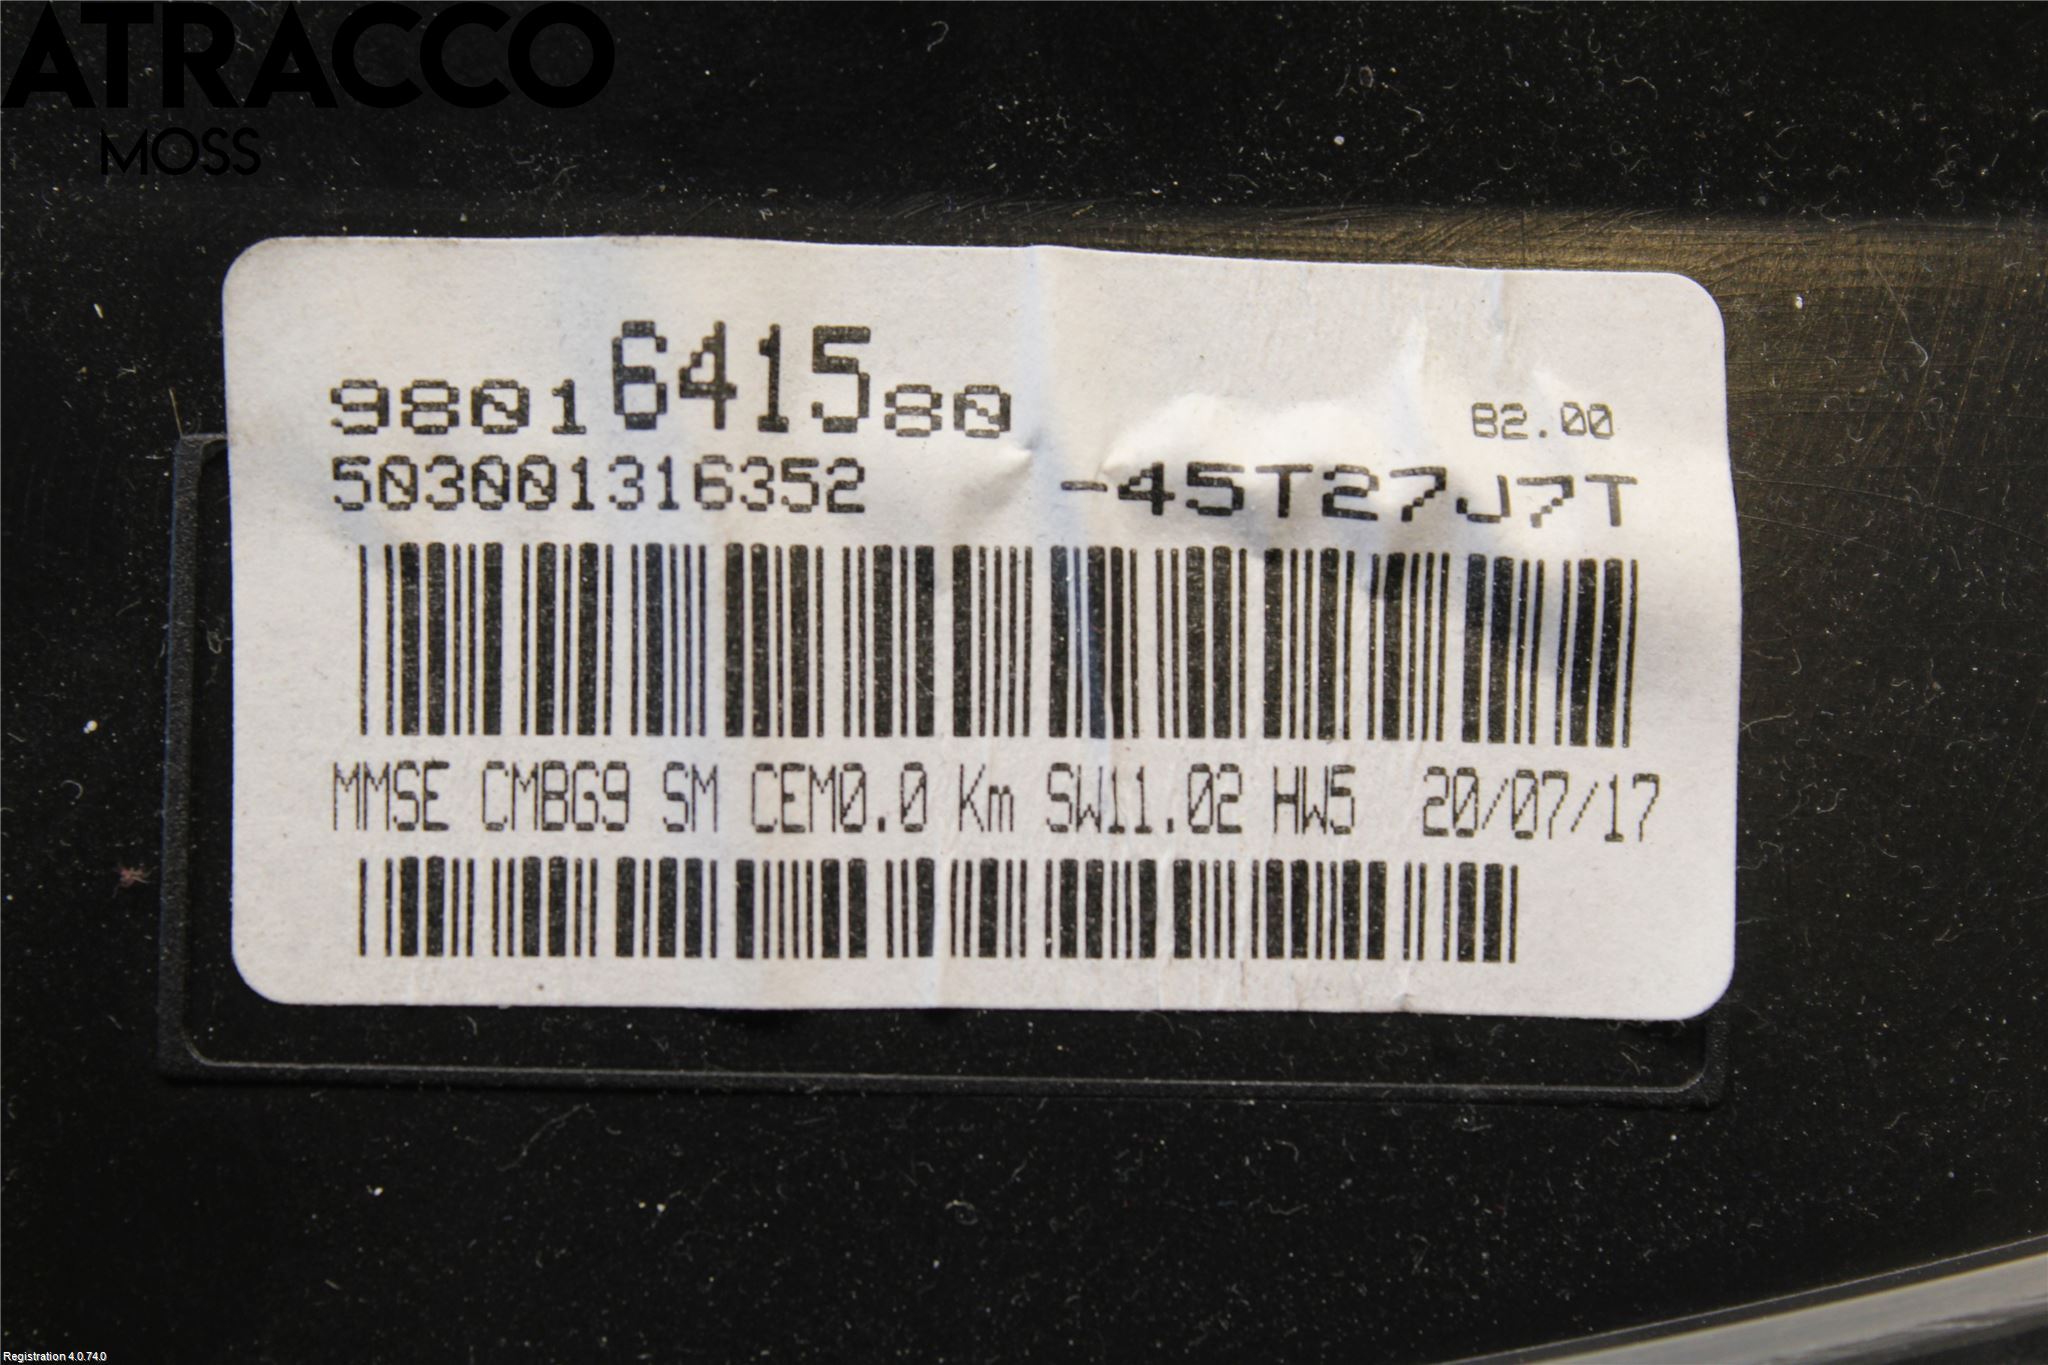 ATRACCO
MOSS
9801641580
B2.00
503001316352 -45T27J7T
MMSE CMBG9 SM CEM0.0 Km SW11.02 HW5 20/07/17
Registration 4.0.74.0